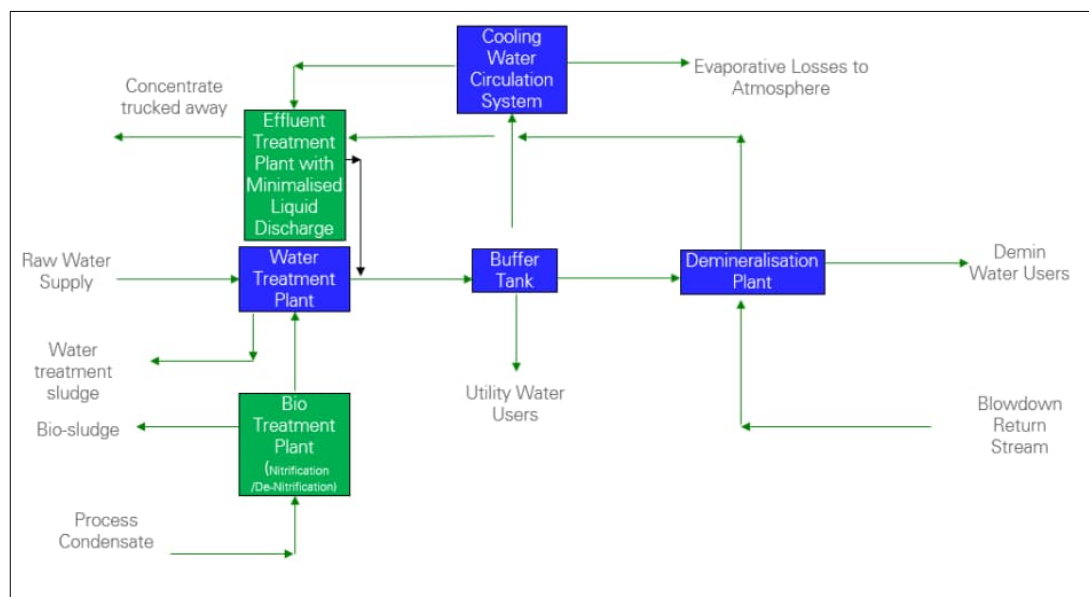 Cooling
Water
Circulation
System
Evaporative Losses to
Atmosphere
Concentrate
trucked away
Effluent
Treatment
Plant with
Minimalised
Liquid
Discharge
Raw Water
Supply
Water
Treatment
Plant
Buffer
Tank
Demineralisation
Plant
Demin
Water Users
Water
treatment
sludge
Utility Water
Users
Bio-sludge
Bio
Treatment
Plant
(Nitrification
/De-Nitrification)
Blowdown
Return
Stream
Process
Condensate